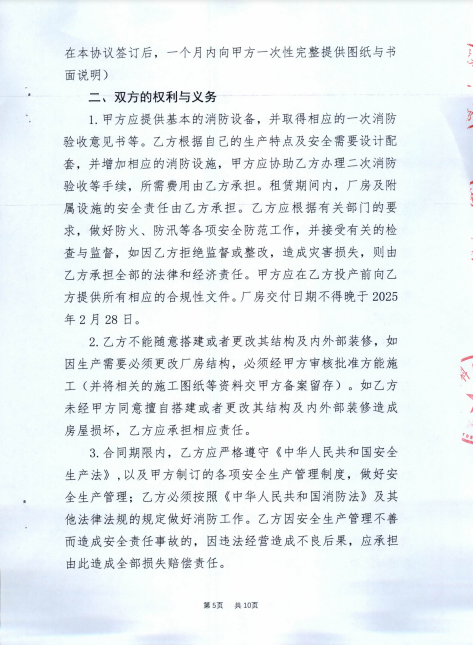 在本协议签订后，一个月内向甲方一次性完整提供图纸与书
面说明）
二、双方的权利与义务
1.甲方应提供基本的消防设备，并取得相应的一次消防
验收意见书等。乙方根据自己的生产特点及安全需要设计配
套，并增加相应的消防设施，甲方应协助乙方办理二次消防
验收等手续，所需费用由乙方承担。租赁期间内，厂房及附
属设施的安全责任由乙方承担。乙方应根据有关部门的要
求，做好防火、防汛等各项安全防范工作，并接受有关的检
查与监督，如因乙方拒绝监督或整改，造成灾害损失，则由
乙方承担全部的法律和经济责任。甲方应在乙方投产前向乙
方提供所有相应的合规性文件。厂房交付日期不得晚于 2025
年 2 月 28 日。
2.乙方不能随意搭建或者更改其结构及内外部装修，如
因生产需要必须更改厂房结构，必须经甲方审核批准方能施
工（并将相关的施工图纸等资料交甲方备案留存）。如乙方
未经甲方同意擅自搭建或者更改其结构及内外部装修造成
房屋损坏，乙方应承担相应责任。
3.合同期限内，乙方应严格遵守《中华人民共和国安全
生产法》,以及甲方制订的各项安全生产管理制度，做好安
全生产管理；乙方必须按照《中华人民共和国消防法》及其
他法律法规的规定做好消防工作。乙方因安全生产管理不善
而造成安全责任事故的，因违法经营造成不良后果，应承担
由此造成全部损失赔偿责任。
第 5页 共 10页